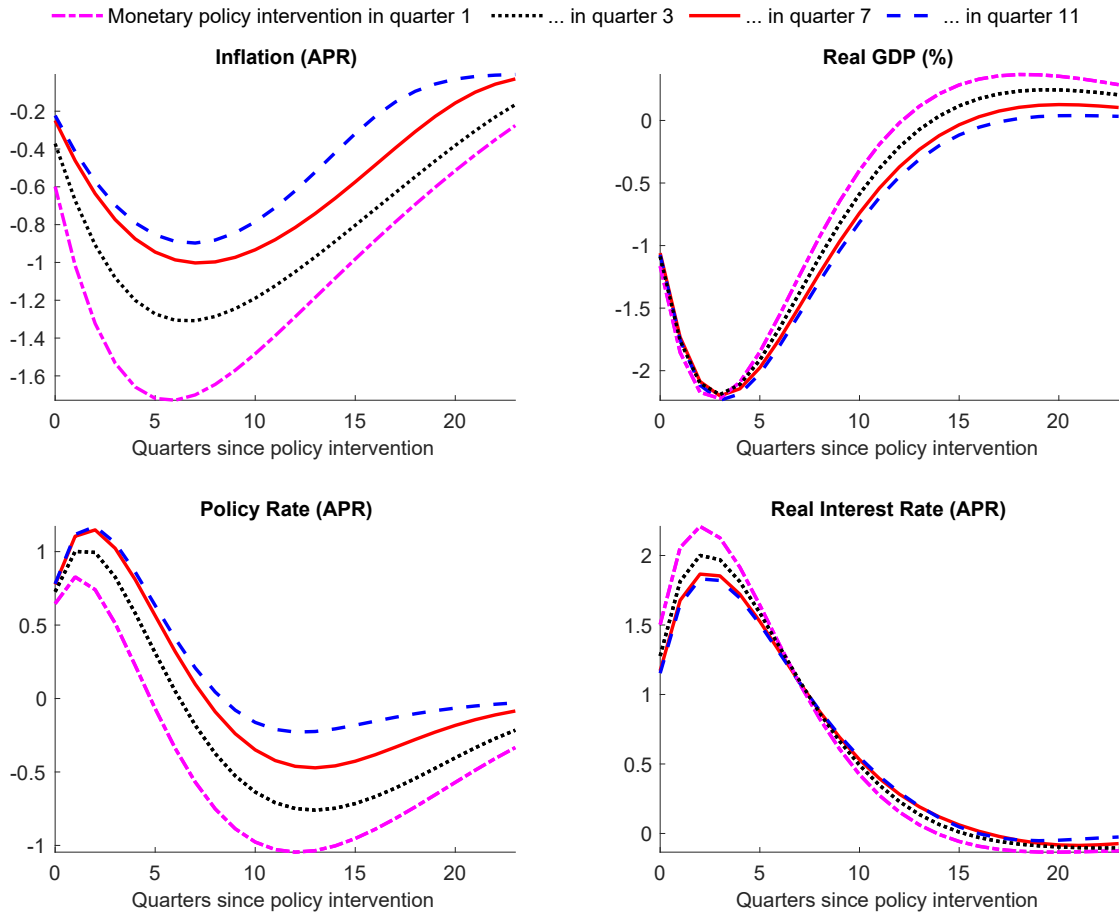 Monetary policy intervention in quarter 1 ... in quarter 3 ... in quarter 7 ... in quarter 11
Inflation (APR)
-0.2
-0.4
-0.6
-0.8
-1
-1.2
-1.4
-1.6
0 5 10 15 20
Quarters since policy intervention
Real GDP (%)
0
-0.5
-1
-1.5
-2
0 5 10 15 20
Quarters since policy intervention
Policy Rate (APR)
1
0.5
0
-0.5
-1
0 5 10 15 20
Quarters since policy intervention
Real Interest Rate (APR)
2
1.5
1
0.5
0
0 5 10 15 20
Quarters since policy intervention